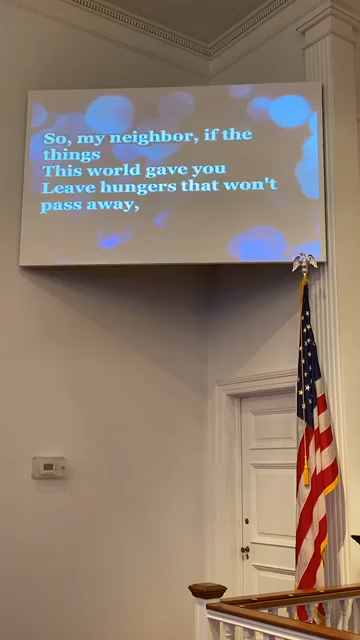 So, my neighbor, if the
things
This world gave you
Leave hungers that won't
pass away,